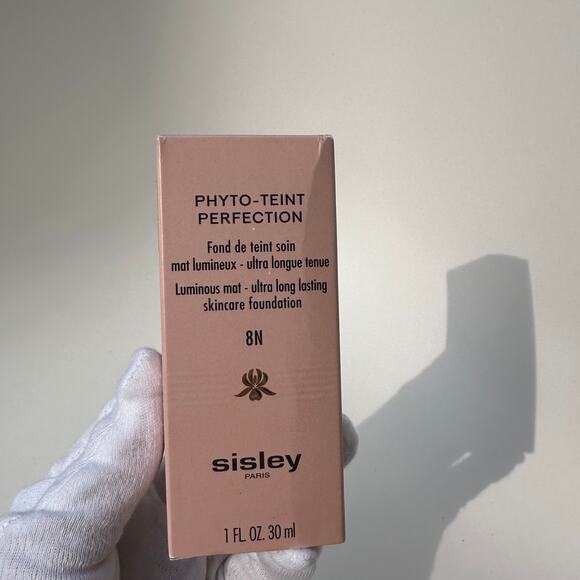 PHYTO-TEINT
PERFECTION
Fond de teint soin
mat lumineux - ultra longue tenue
Luminous mat - ultra long lasting
skincare foundation
8N
sisley
PARIS
1 FL. OZ. 30 ml